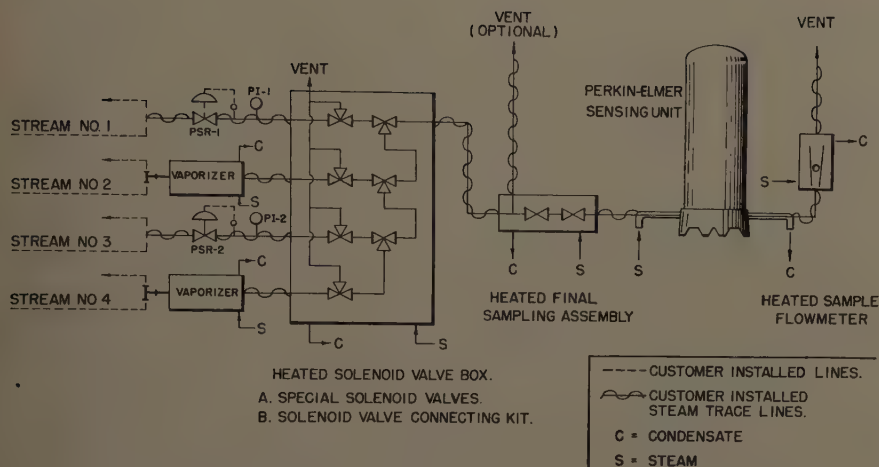 VENT
(OPTIONAL)
VENT
VENT
PERKIN-ELMER
SENSING UNIT
PI-1
STREAM NO. 1
PSR-1
C
STREAM NO 2
VAPORIZER
S
C
S
PI-2
STREAM NO 3
PSR-2
C
STREAM NO 4
VAPORIZER
S
C
S
C
S
S
C
HEATED FINAL
SAMPLING ASSEMBLY
HEATED SAMPLE
FLOWMETER
HEATED SOLENOID VALVE BOX.
A. SPECIAL SOLENOID VALVES.
B. SOLENOID VALVE CONNECTING KIT.
CUSTOMER INSTALLED LINES.
CUSTOMER INSTALLED
STEAM TRACE LINES.
C = CONDENSATE
S = STEAM